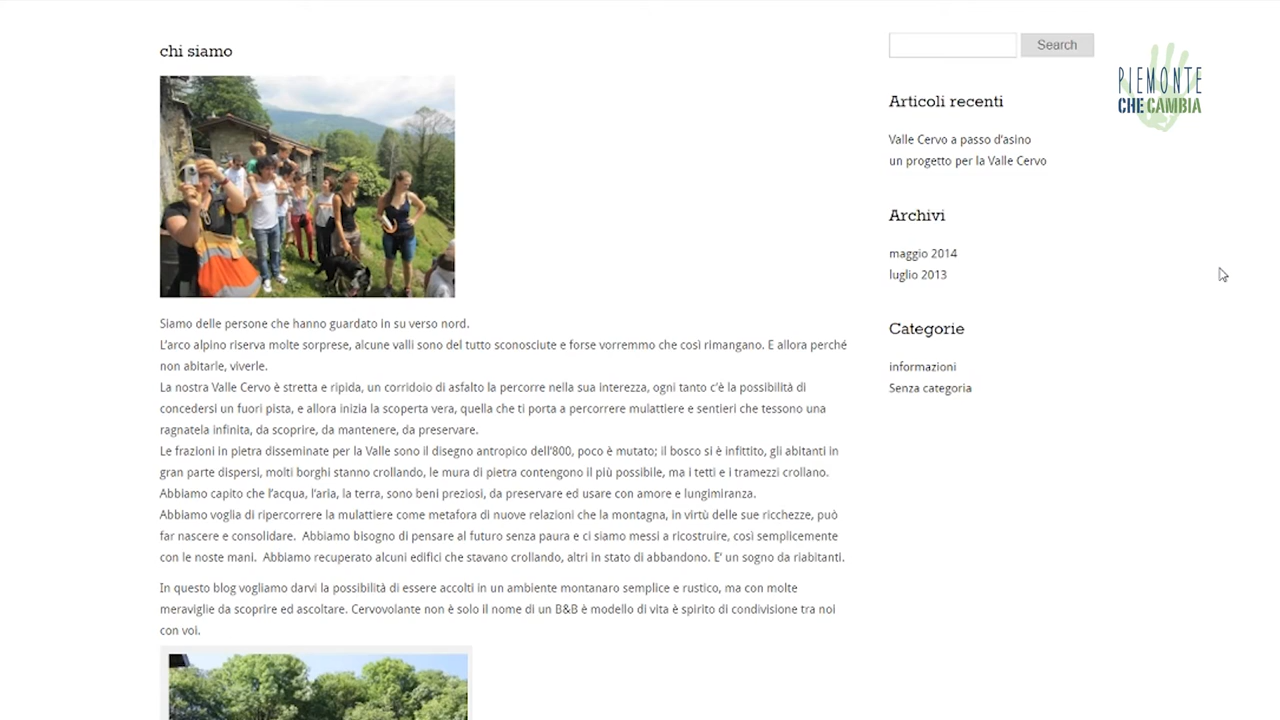 chi siamo
Siamo delle persone che hanno guardato in su verso nord.
L'arco alpino riserva molte sorprese, alcune valli sono del tutto sconosciute e forse vorremmo che così rimangano. E allora perché
non abitarle, viverle.
La nostra Valle Cervo è stretta e ripida, un corridoio di asfalto la percorre nella sua interezza, ogni tanto c'è la possibilità di
concedersi un fuori pista, e allora inizia la scoperta vera, quella che ti porta a percorrere mulattiere e sentieri che tessono una
ragnatela infinita, da scoprire, da mantenere, da preservare.
Le frazioni in pietra disseminate per la Valle sono il disegno antropico dell'800, poco è mutato; il bosco si è infittito, gli abitanti in
gran parte dispersi, molti borghi stanno crollando, le mura di pietra contengono il più possibile, ma i tetti e i tramezzi crollano.
Abbiamo capito che l'acqua, l'aria, la terra, sono beni preziosi, da preservare ed usare con amore e lungimiranza.
Abbiamo voglia di ripercorrere la mulattiere come metafora di nuove relazioni che la montagna, in virtù delle sue ricchezze, può
far nascere e consolidare.  Abbiamo bisogno di pensare al futuro senza paura e ci siamo messi a ricostruire, così semplicemente
con le noste mani.  Abbiamo recuperato alcuni edifici che stavano crollando, altri in stato di abbandono. E' un sogno da riabitanti.
In questo blog vogliamo darvi la possibilità di essere accolti in un ambiente montanaro semplice e rustico, ma con molte
meraviglie da scoprire ed ascoltare. Cervovolante non è solo il nome di un B&B è modello di vita è spirito di condivisione tra noi
con voi.
Search
Articoli recenti
Valle Cervo a passo d'asino
un progetto per la Valle Cervo
Archivi
maggio 2014
luglio 2013
Categorie
informazioni
Senza categoria
PIEMONTE
CHE CAMBIA